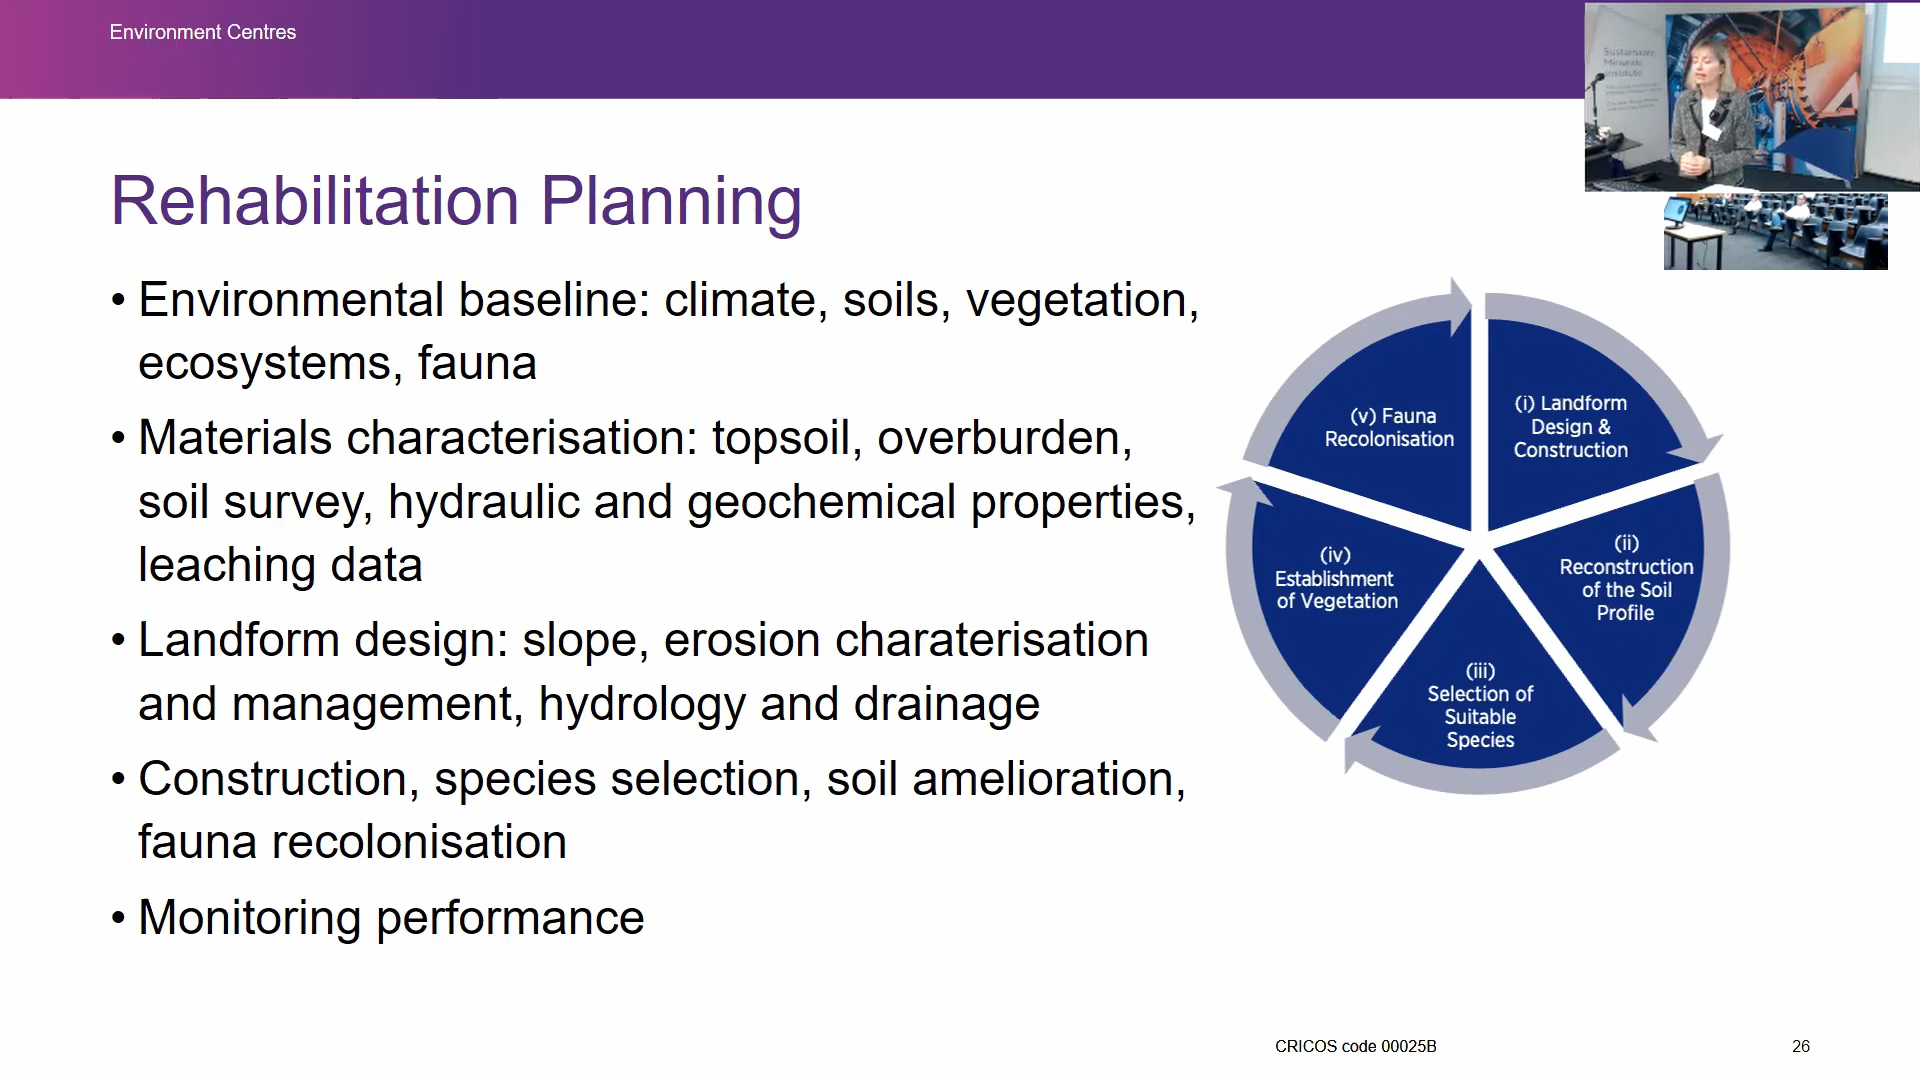 Environment Centres
Sustainable
Minerals
Institute
Rehabilitation Planning
• Environmental baseline: climate, soils, vegetation,
ecosystems, fauna
• Materials characterisation: topsoil, overburden,
soil survey, hydraulic and geochemical properties,
leaching data
• Landform design: slope, erosion charaterisation
and management, hydrology and drainage
• Construction, species selection, soil amelioration,
fauna recolonisation
• Monitoring performance
(i) Landform
Design &
Construction
(ii)
Reconstruction
of the Soil
Profile
(iii)
Selection of
Suitable
Species
(iv)
Establishment
of Vegetation
(v) Fauna
Recolonisation
CRICOS code 00025B
26